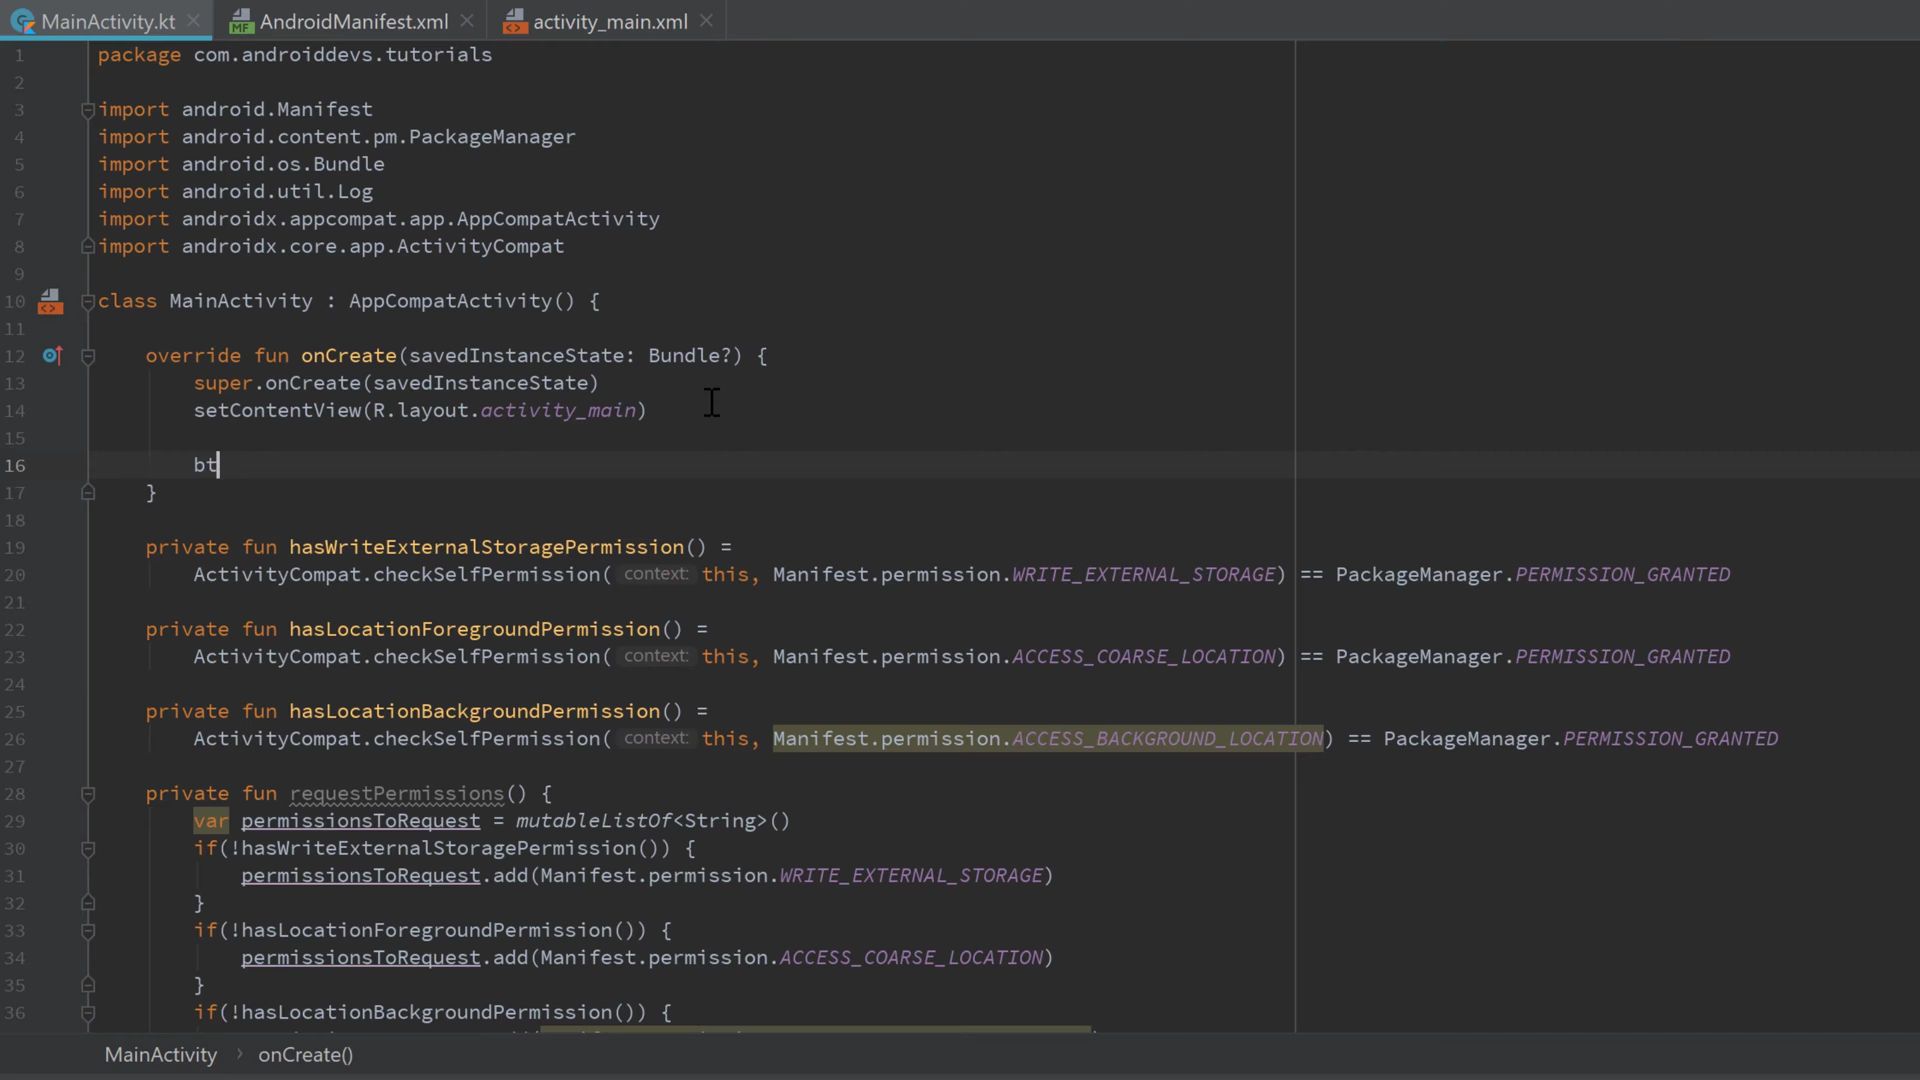 MainActivity.kt
AndroidManifest.xml
activity_main.xml
1 package com.androiddevs.tutorials
2
3 import android.Manifest
4 import android.content.pm.PackageManager
5 import android.os.Bundle
6 import android.util.Log
7 import androidx.appcompat.app.AppCompatActivity
8 import androidx.core.app.ActivityCompat
9
10 class MainActivity : AppCompatActivity() {
11
12 override fun onCreate(savedInstanceState: Bundle?) {
13 super.onCreate(savedInstanceState)
14 setContentView(R.layout.activity_main)
15
16 bt
17 }
18
19 private fun hasWriteExternalStoragePermission() =
20 ActivityCompat.checkSelfPermission( context: this, Manifest.permission.WRITE_EXTERNAL_STORAGE) == PackageManager.PERMISSION_GRANTED
21
22 private fun hasLocationForegroundPermission() =
23 ActivityCompat.checkSelfPermission( context: this, Manifest.permission.ACCESS_COARSE_LOCATION) == PackageManager.PERMISSION_GRANTED
24
25 private fun hasLocationBackgroundPermission() =
26 ActivityCompat.checkSelfPermission( context: this, Manifest.permission.ACCESS_BACKGROUND_LOCATION) == PackageManager.PERMISSION_GRANTED
27
28 private fun requestPermissions() {
29 var permissionsToRequest = mutableListOf<String>()
30 if(!hasWriteExternalStoragePermission()) {
31 permissionsToRequest.add(Manifest.permission.WRITE_EXTERNAL_STORAGE)
32 }
33 if(!hasLocationForegroundPermission()) {
34 permissionsToRequest.add(Manifest.permission.ACCESS_COARSE_LOCATION)
35 }
36 if(!hasLocationBackgroundPermission()) {
MainActivity › onCreate()